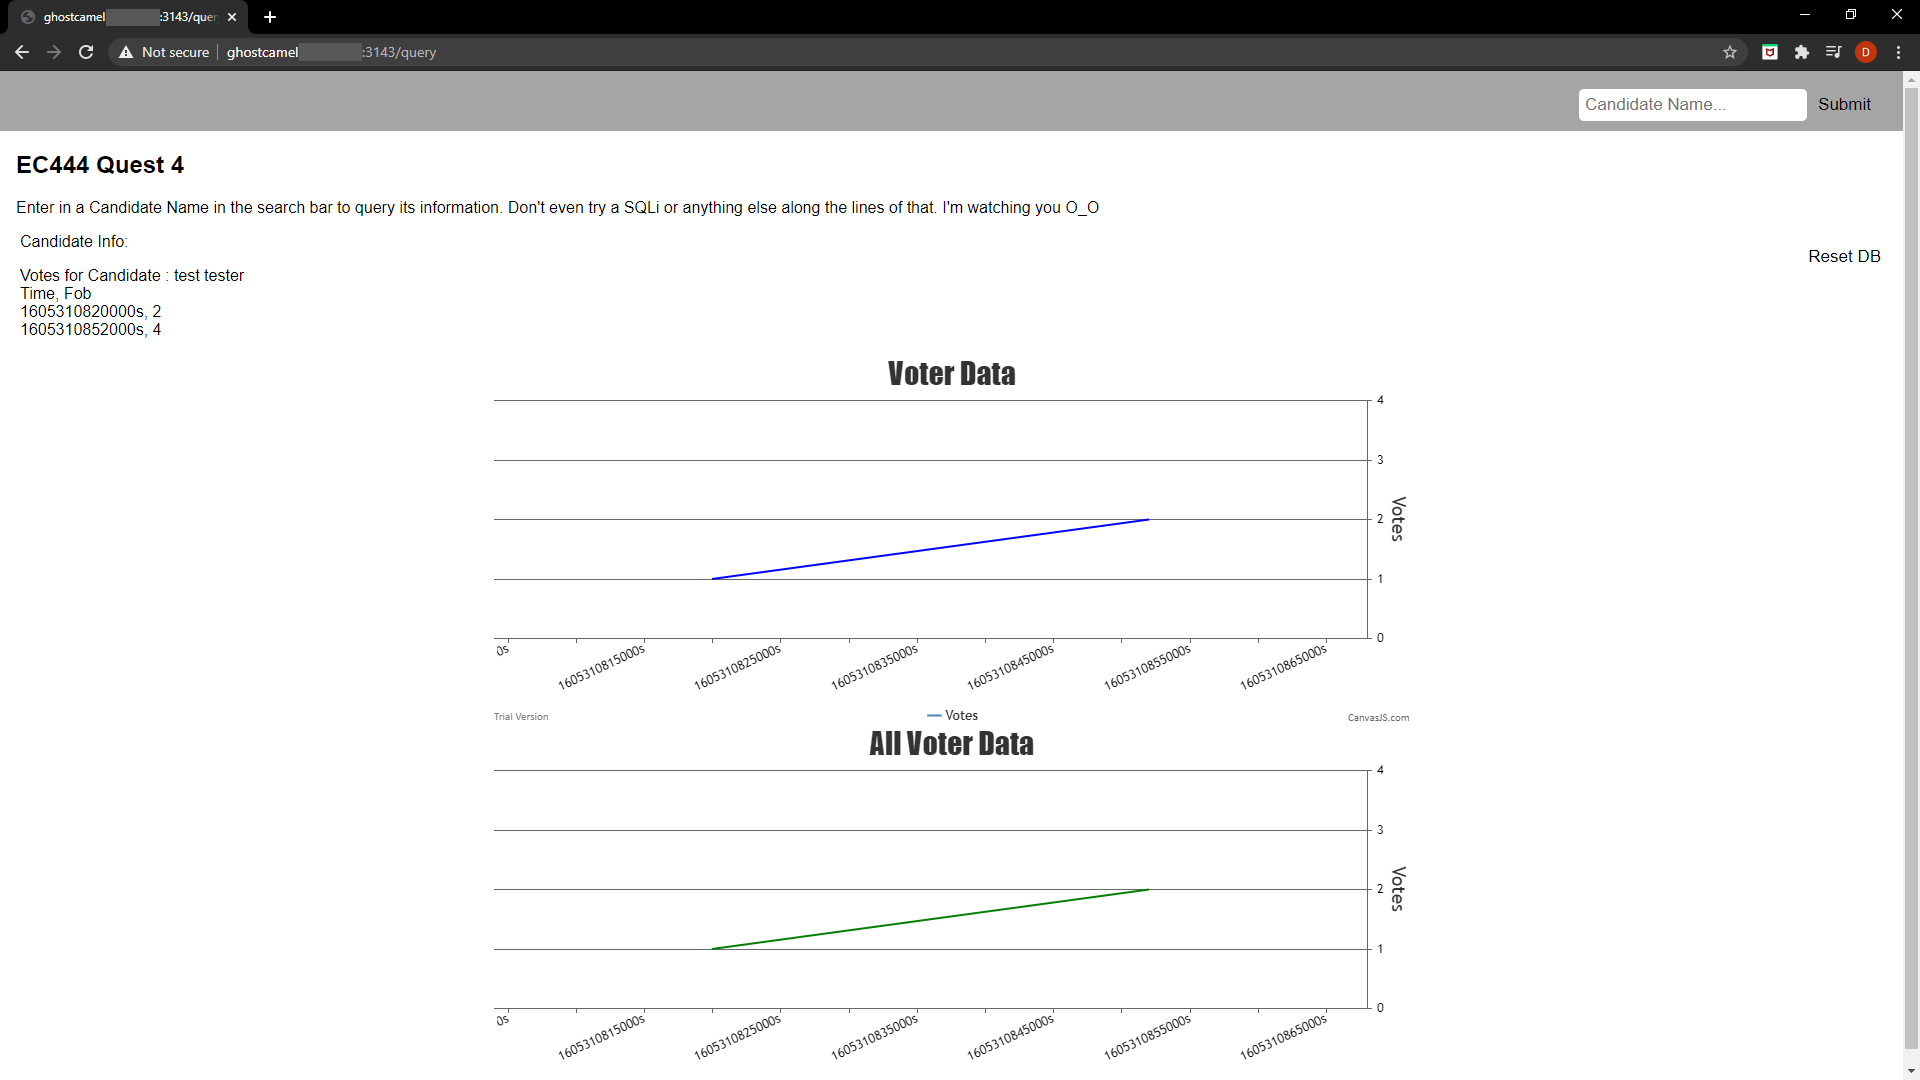 ghostcamel :3143/quer
Not secure ghostcamel :3143/query
D
Candidate Name... Submit
EC444 Quest 4
Enter in a Candidate Name in the search bar to query its information. Don't even try a SQLi or anything else along the lines of that. I'm watching you O_O
Candidate Info:
Reset DB
Votes for Candidate : test tester
Time, Fob
1605310820000s, 2
1605310852000s, 4
Voter Data
4
3
2
1
0
Votes
0s 1605310815000s 1605310825000s 1605310835000s 1605310845000s 1605310855000s 1605310865000s
Trial Version Votes CanvasJS.com
All Voter Data
4
3
2
1
0
Votes
0s 1605310815000s 1605310825000s 1605310835000s 1605310845000s 1605310855000s 1605310865000s